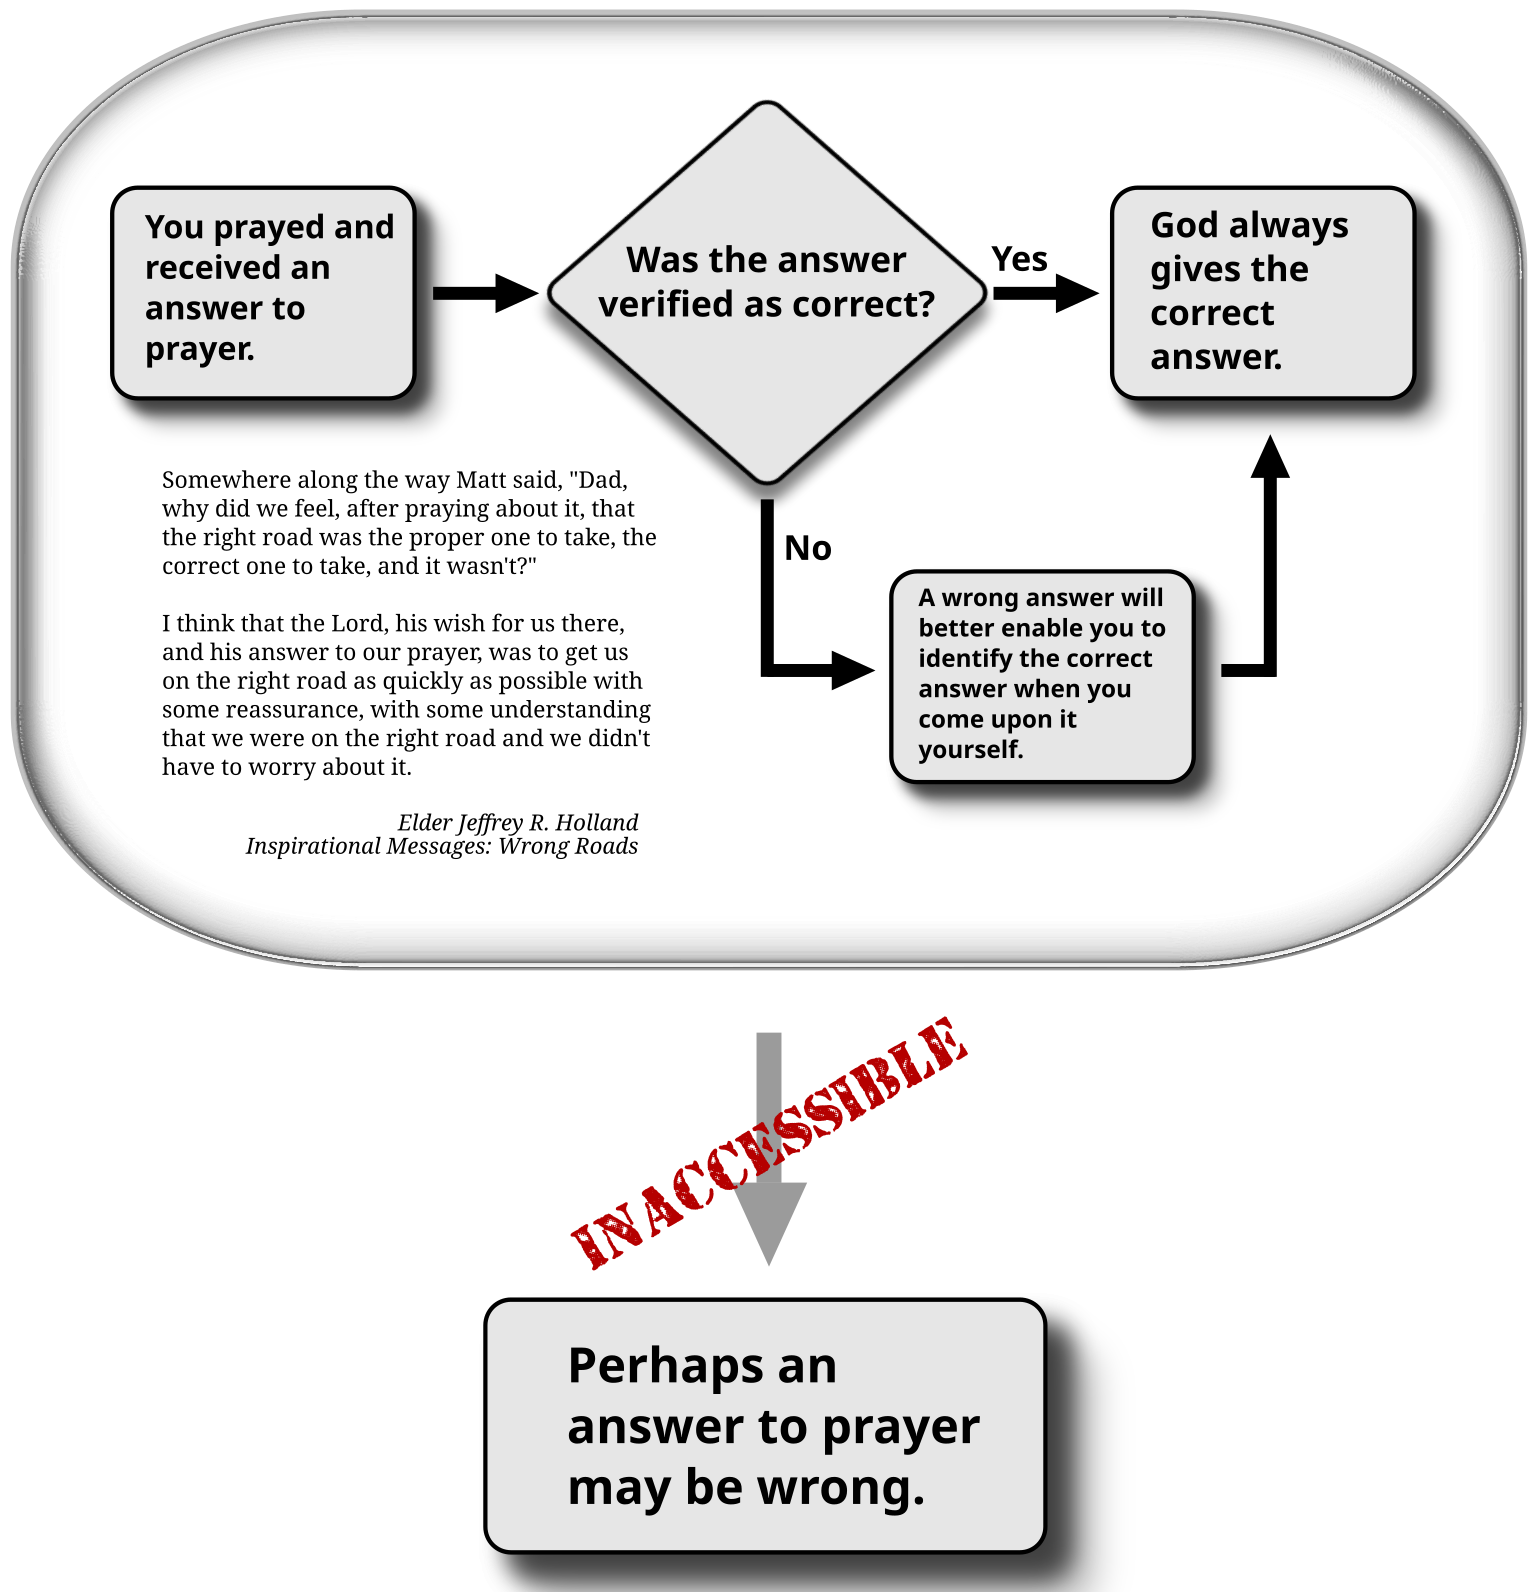 You prayed and
received an
answer to
prayer.
Was the answer
verified as correct?
Yes
God always
gives the
correct
answer.
No
A wrong answer will
better enable you to
identify the correct
answer when you
come upon it
yourself.
Somewhere along the way Matt said, "Dad,
why did we feel, after praying about it, that
the right road was the proper one to take, the
correct one to take, and it wasn't?"
I think that the Lord, his wish for us there,
and his answer to our prayer, was to get us
on the right road as quickly as possible with
some reassurance, with some understanding
that we were on the right road and we didn't
have to worry about it.
Elder Jeffrey R. Holland
Inspirational Messages: Wrong Roads
INACCESSIBLE
Perhaps an
answer to prayer
may be wrong.